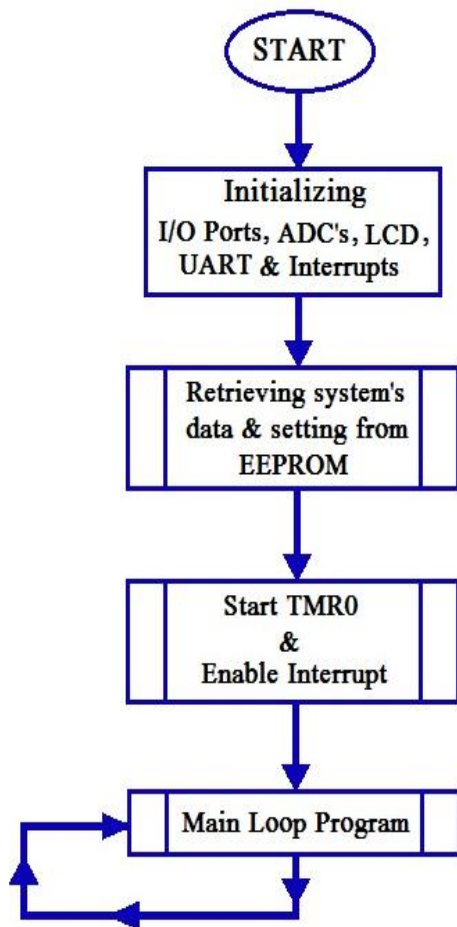 START
Initializing
I/O Ports, ADC's, LCD,
UART & Interrupts
Retrieving system's
data & setting from
EEPROM
Start TMR0
&
Enable Interrupt
Main Loop Program